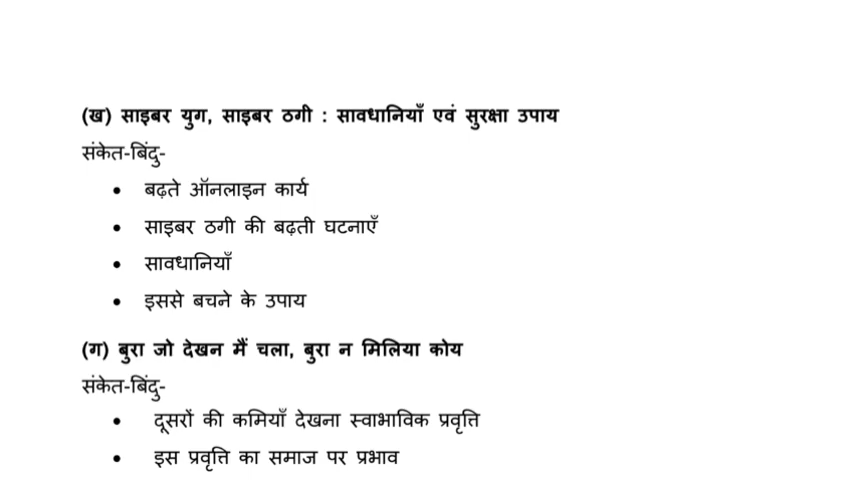 (ख) साइबर युग, साइबर ठगी : सावधानियाँ एवं सुरक्षा उपाय
संकेत-बिंदु-
• बढ़ते ऑनलाइन कार्य
• साइबर ठगी की बढ़ती घटनाएँ
• सावधानियाँ
• इससे बचने के उपाय
(ग) बुरा जो देखन मैं चला, बुरा न मिलिया कोय
संकेत-बिंदु-
• दूसरों की कमियाँ देखना स्वाभाविक प्रवृत्ति
• इस प्रवृत्ति का समाज पर प्रभाव